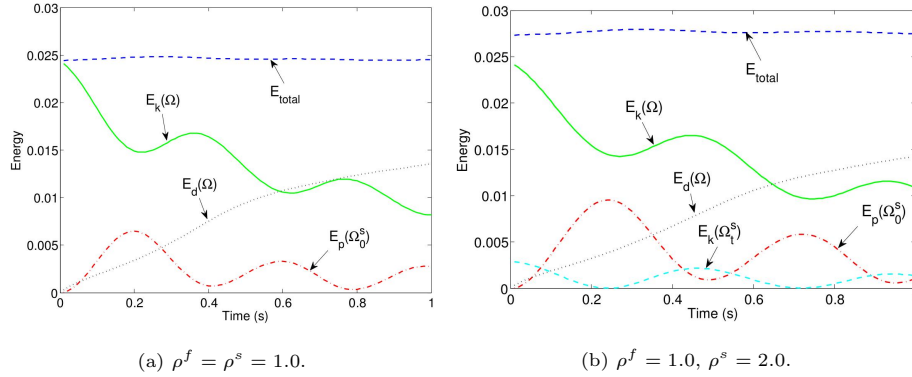 0.03
0.025
0.02
0.015
0.01
0.005
0
Energy
E_total
E_k(Ω)
E_d(Ω)
E_p(Ω_0^s)
0 0.2 0.4 0.6 0.8 1
Time (s)
(a) ρ^f = ρ^s = 1.0.
0.03
0.025
0.02
0.015
0.01
0.005
0
Energy
E_total
E_k(Ω)
E_d(Ω)
E_k(Ω_t^s)
E_p(Ω_0^s)
0 0.2 0.4 0.6 0.8
Time (s)
(b) ρ^f = 1.0, ρ^s = 2.0.